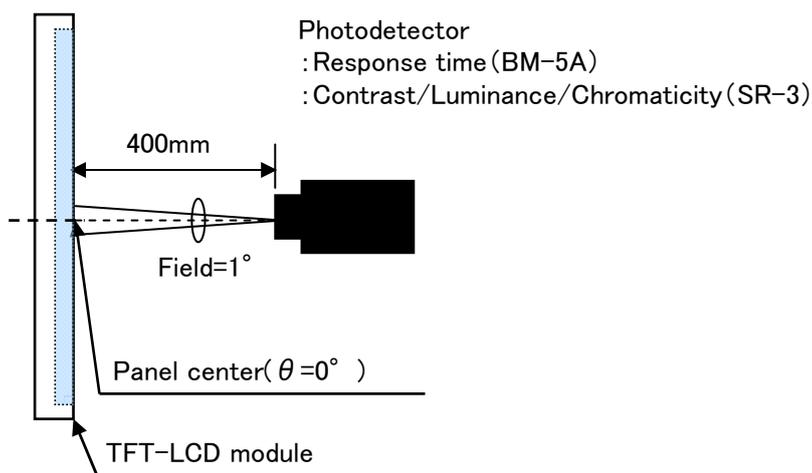 Photodetector
:Response time(BM-5A)
:Contrast/Luminance/Chromaticity(SR-3)
400mm
Field=1°
Panel center(θ=0° )
TFT-LCD module